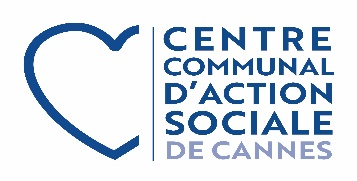 CENTRE
COMMUNAL
D'ACTION
SOCIALE
DE CANNES